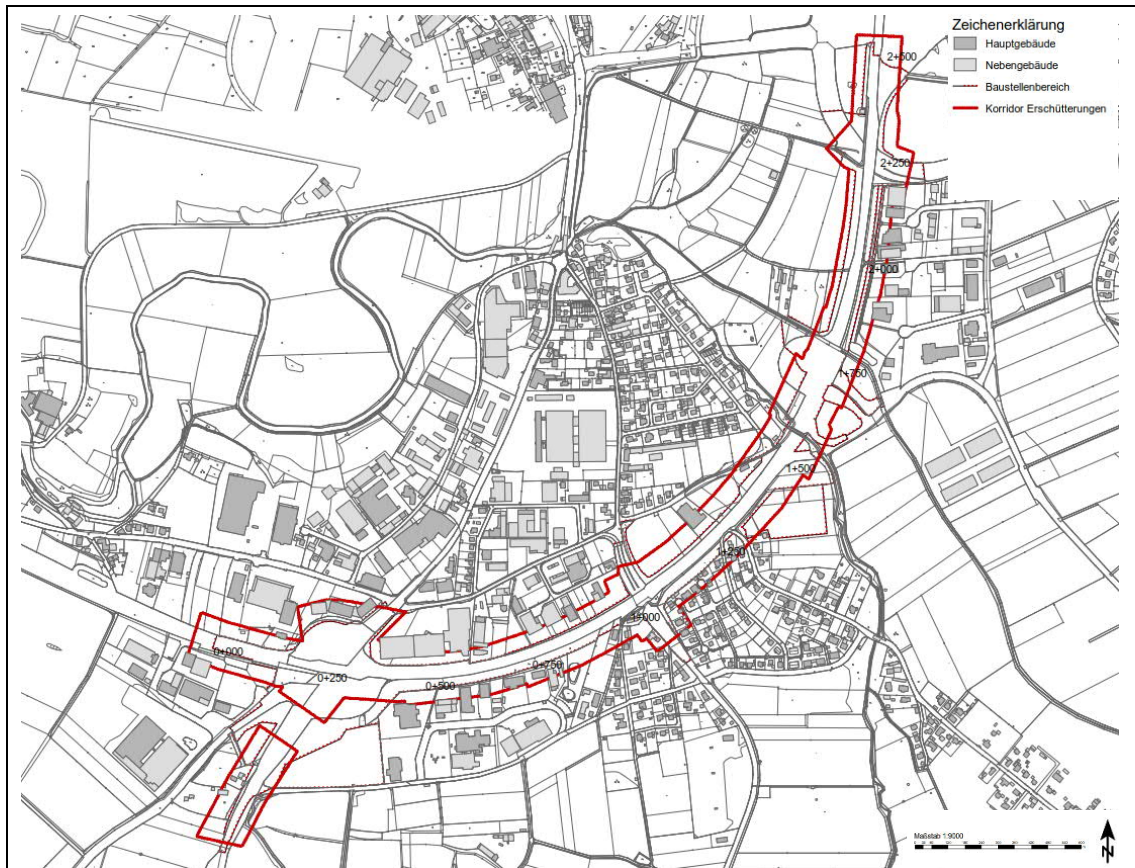 Zeichenerklärung
Hauptgebäude
Nebengebäude
Baustellenbereich
Korridor Erschütterungen
2+500
2+250
2+000
1+750
1+500
1+250
1+000
0+750
0+500
0+250
0+000
Maßstab 1:9000
N